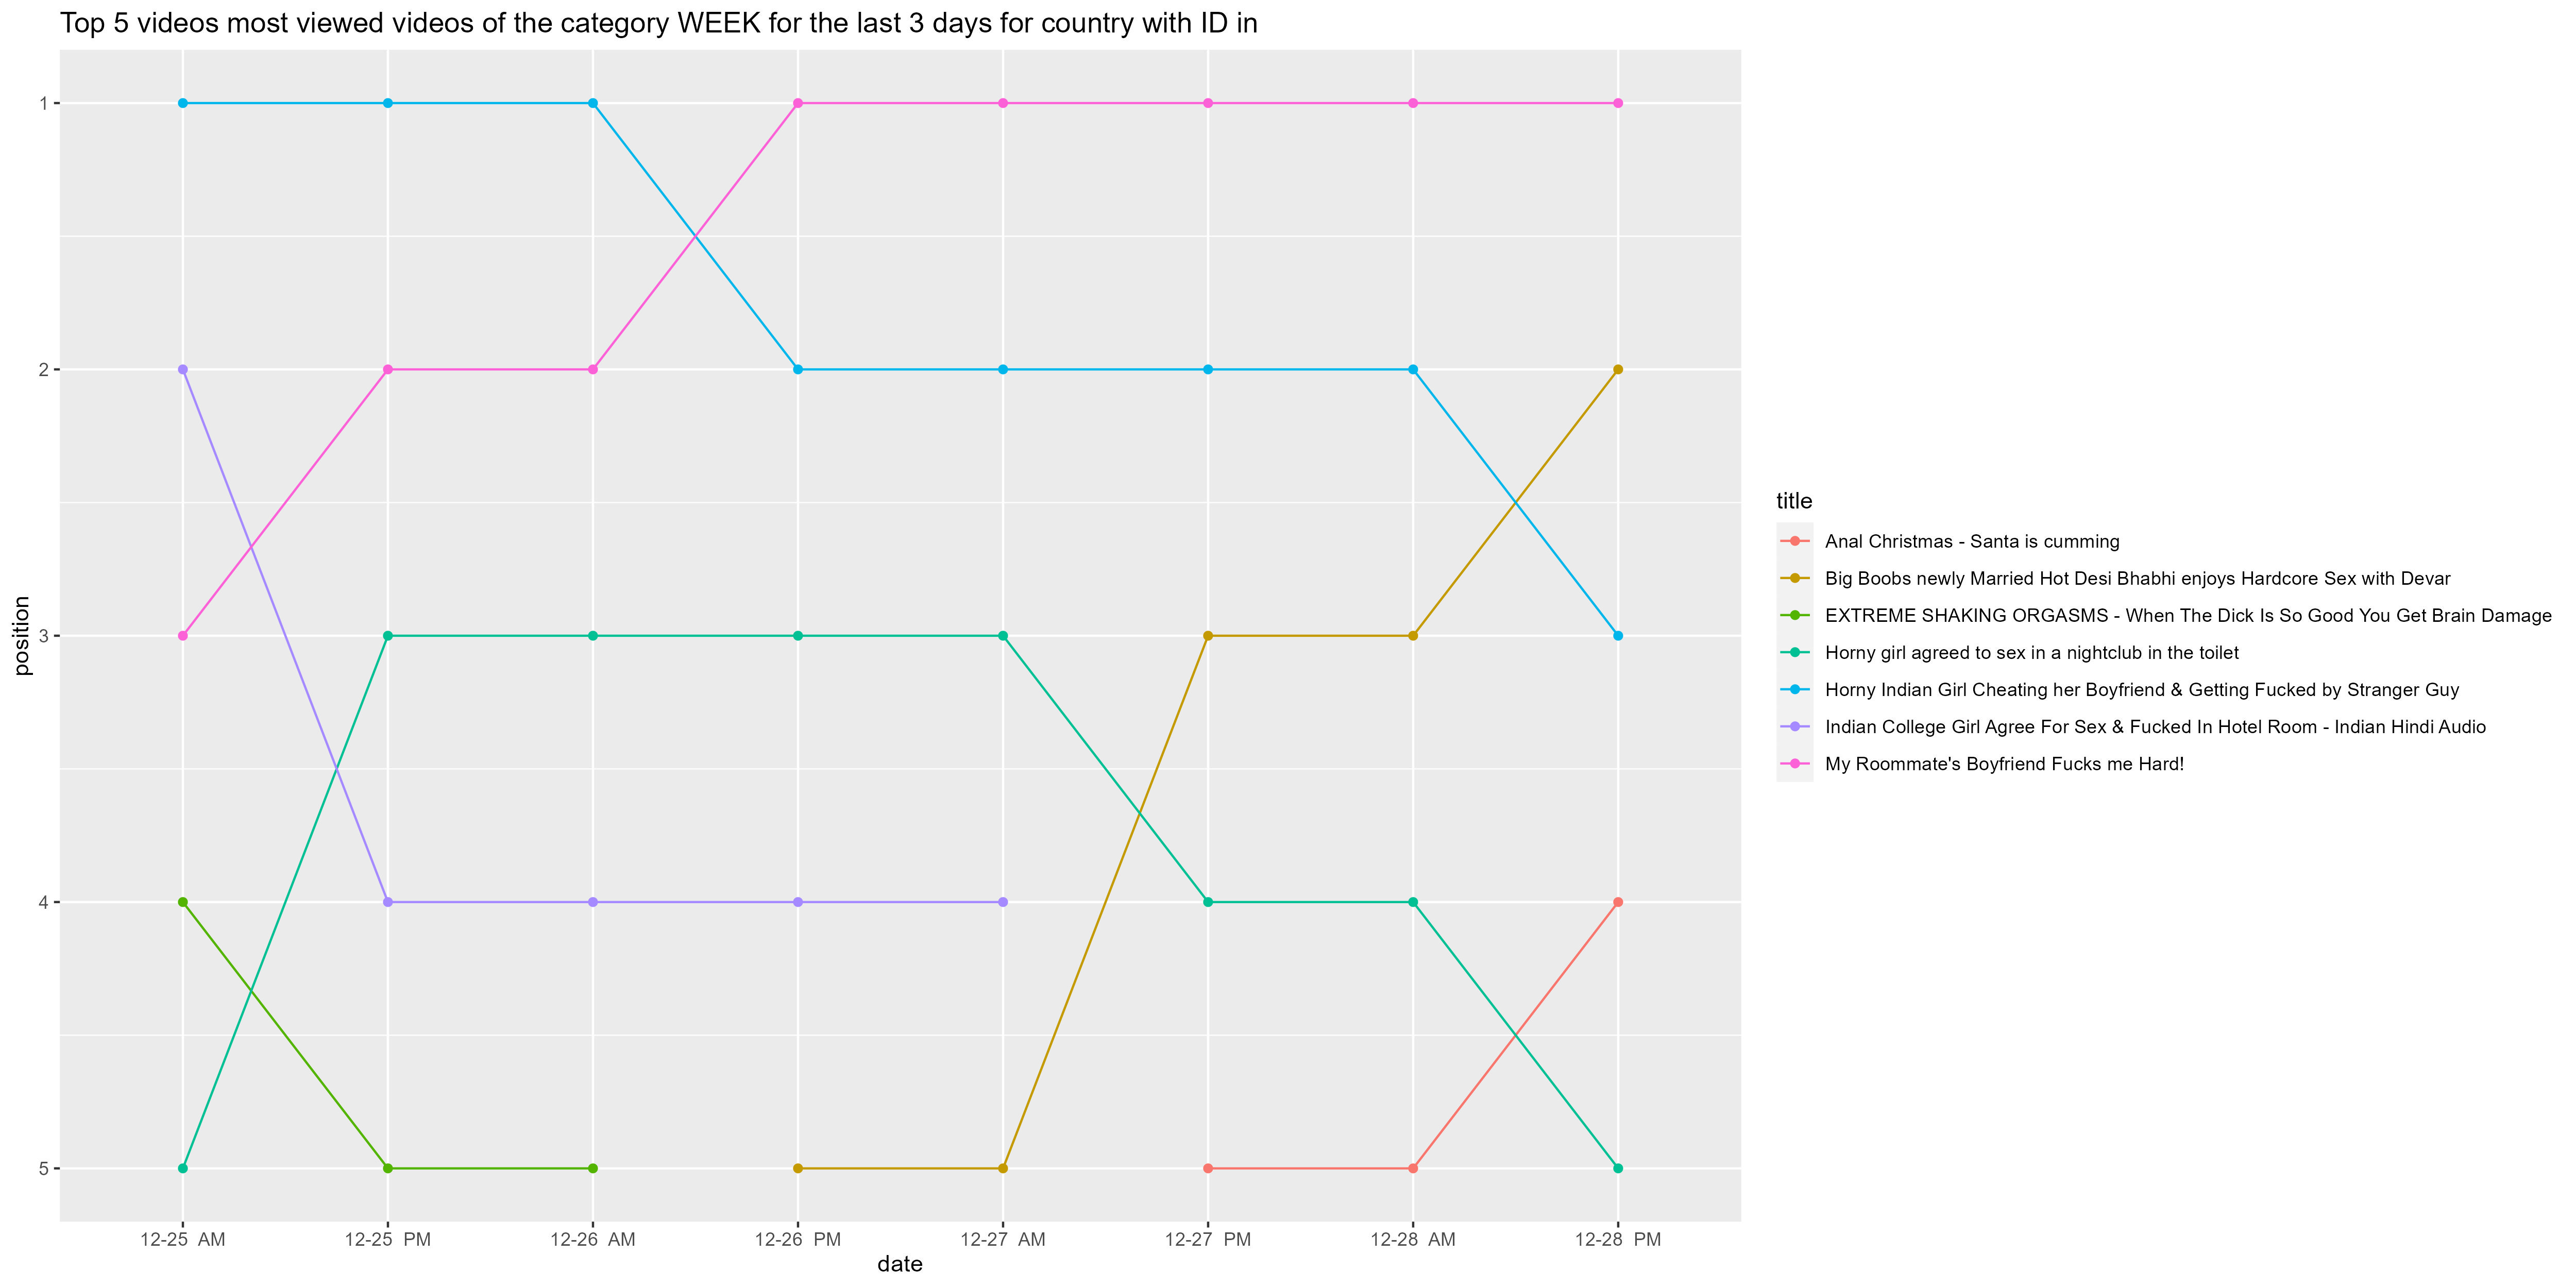 Top 5 videos most viewed videos of the category WEEK for the last 3 days for country with ID in
1
2
3
4
5
position
12-25 AM
12-25 PM
12-26 AM
12-26 PM
12-27 AM
12-27 PM
12-28 AM
12-28 PM
date
title
Anal Christmas - Santa is cumming
Big Boobs newly Married Hot Desi Bhabhi enjoys Hardcore Sex with Devar
EXTREME SHAKING ORGASMS - When The Dick Is So Good You Get Brain Damage
Horny girl agreed to sex in a nightclub in the toilet
Horny Indian Girl Cheating her Boyfriend & Getting Fucked by Stranger Guy
Indian College Girl Agree For Sex & Fucked In Hotel Room - Indian Hindi Audio
My Roommate's Boyfriend Fucks me Hard!